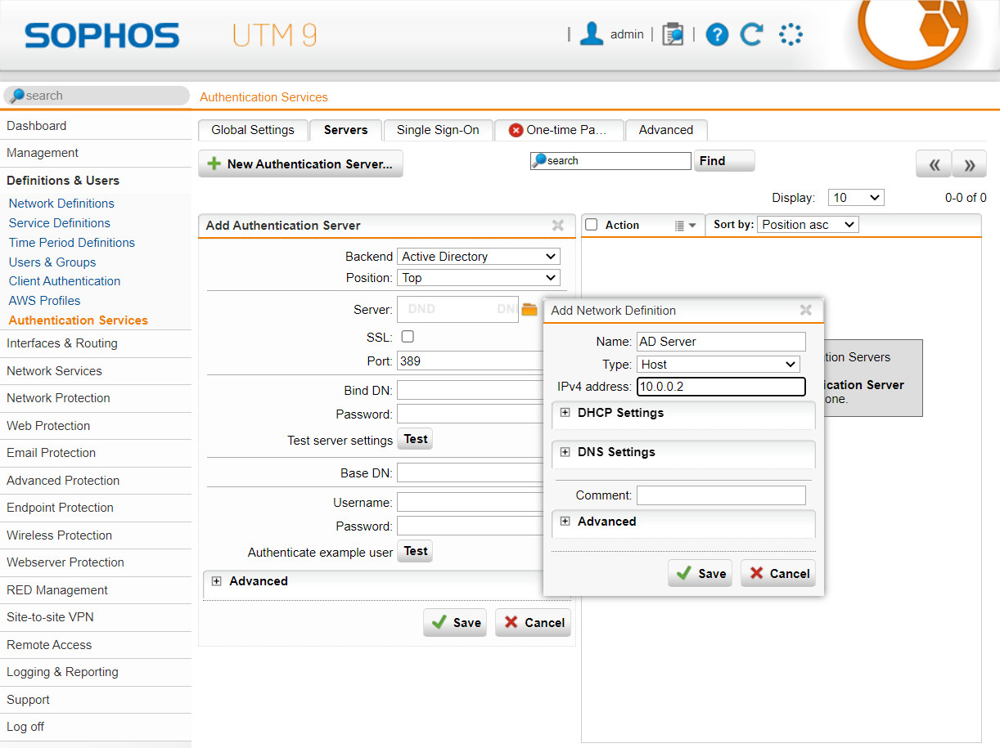 SOPHOS UTM 9 | admin | | ?
search
Authentication Services
Dashboard
Management
Definitions & Users
Network Definitions
Service Definitions
Time Period Definitions
Users & Groups
Client Authentication
AWS Profiles
Authentication Services
Interfaces & Routing
Network Services
Network Protection
Web Protection
Email Protection
Advanced Protection
Endpoint Protection
Wireless Protection
Webserver Protection
RED Management
Site-to-site VPN
Remote Access
Logging & Reporting
Support
Log off
Global Settings Servers Single Sign-On One-time Pa... Advanced
New Authentication Server... search Find « »
Display: 10 0-0 of 0
Add Authentication Server
Backend Active Directory
Position: Top
Server: DND DN
SSL:
Port: 389
Bind DN:
Password:
Test server settings Test
Base DN:
Username:
Password:
Authenticate example user Test
Advanced
Save Cancel
Action Sort by: Position asc
Add Network Definition
Name: AD Server
Type: Host
IPv4 address: 10.0.0.2
DHCP Settings
DNS Settings
Comment:
Advanced
Save Cancel
tion Servers
ication Server
one.